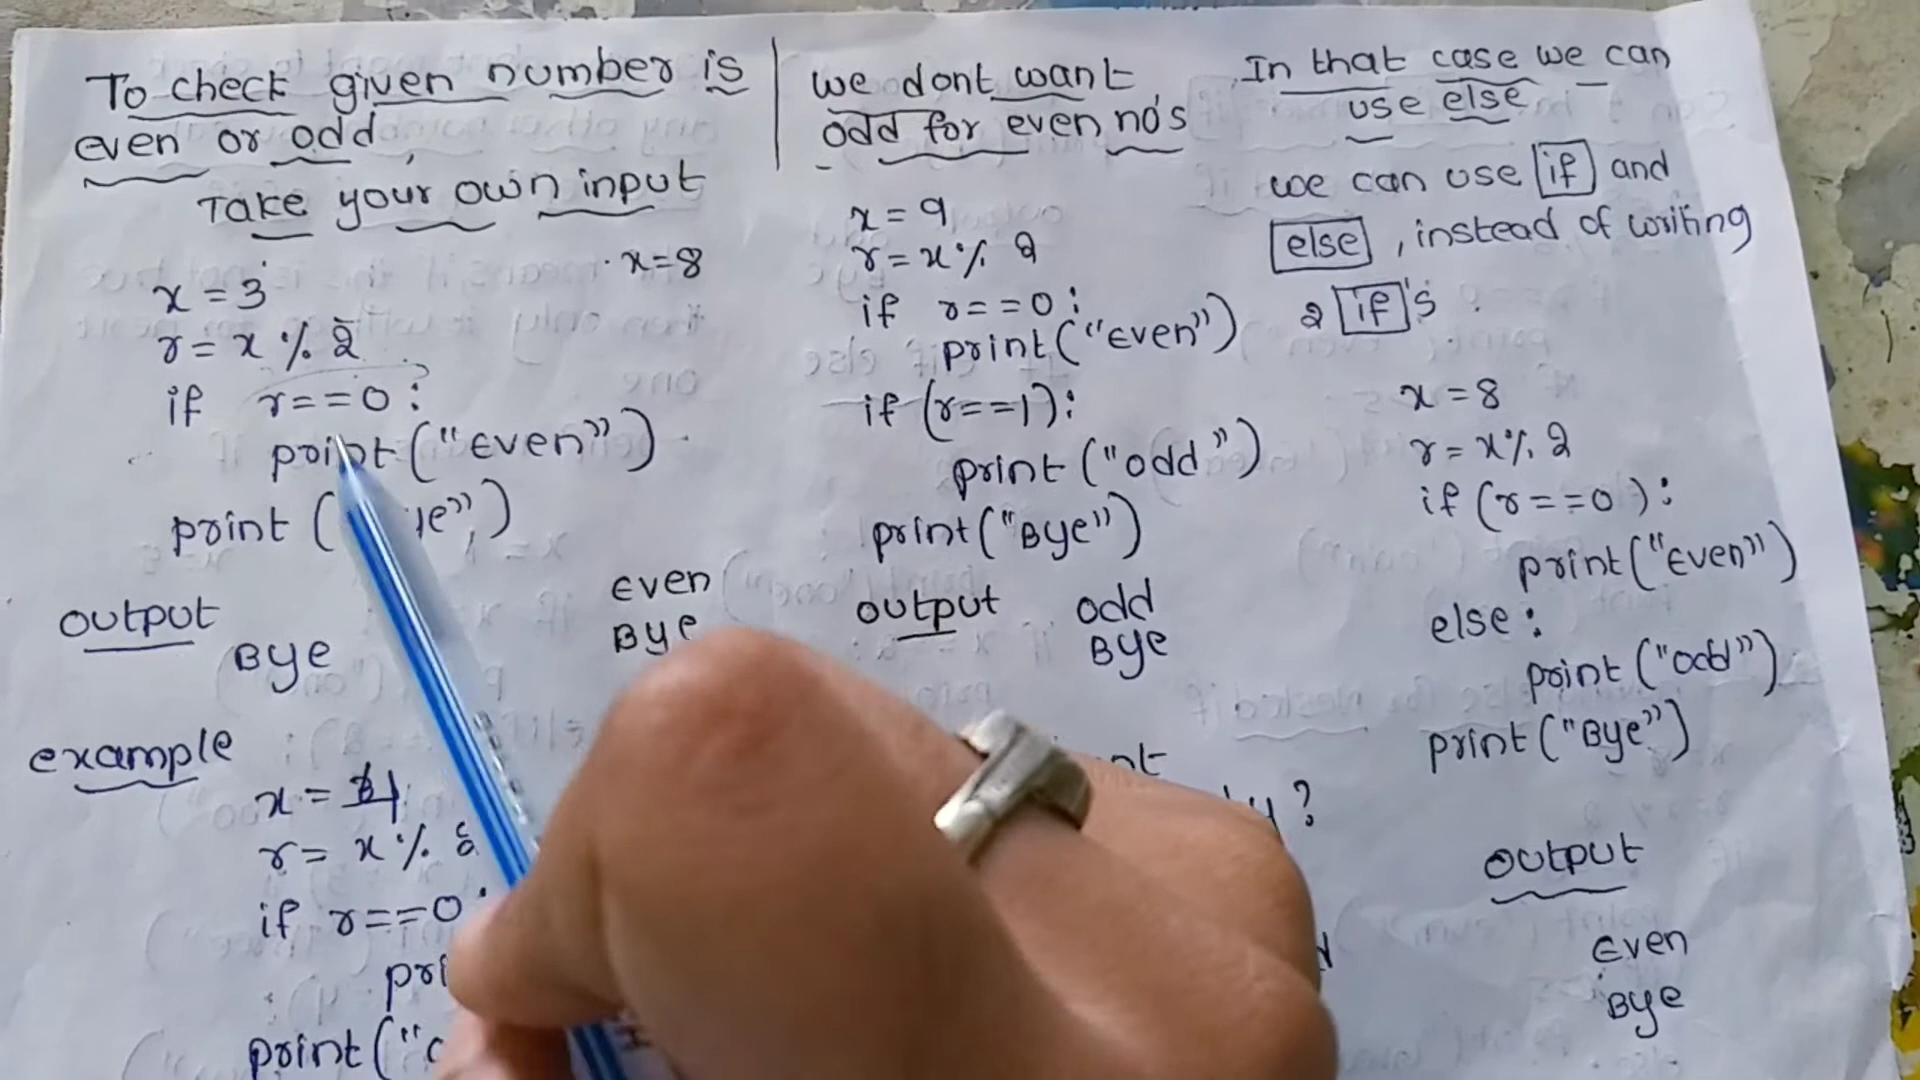 To check given number is
even or odd,
Take your own input
x = 3
x = 8
r = x % 2
if r==0:
print("Even")
print(
ye")
output
Bye
Even
Bye
example
x =
r= x %
if r==0
print("
we dont want
odd for even no's
x = 9
r = x % 2
if r==0:
print("Even")
if (r==1):
print("odd")
print("Bye")
output
odd
Bye
In that case we can
use else
we can use if and
else, instead of writing
2 if's.
x = 8
r = x % 2
if (r==0):
print("Even")
else:
print("odd")
print("Bye")
output
Even
Bye